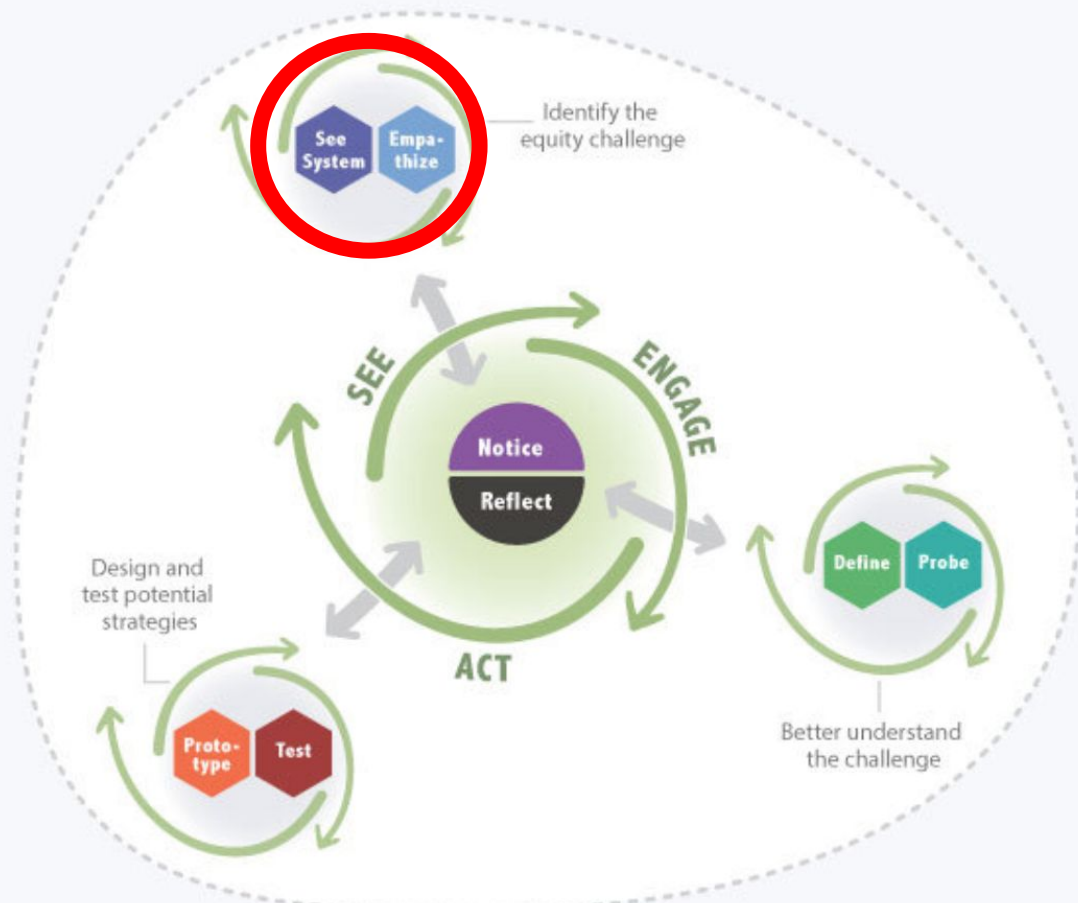 See
System
Empa-
thize
Identify the
equity challenge
SEE
ENGAGE
Notice
Reflect
ACT
Define
Probe
Better understand
the challenge
Design and
test potential
strategies
Proto-
type
Test